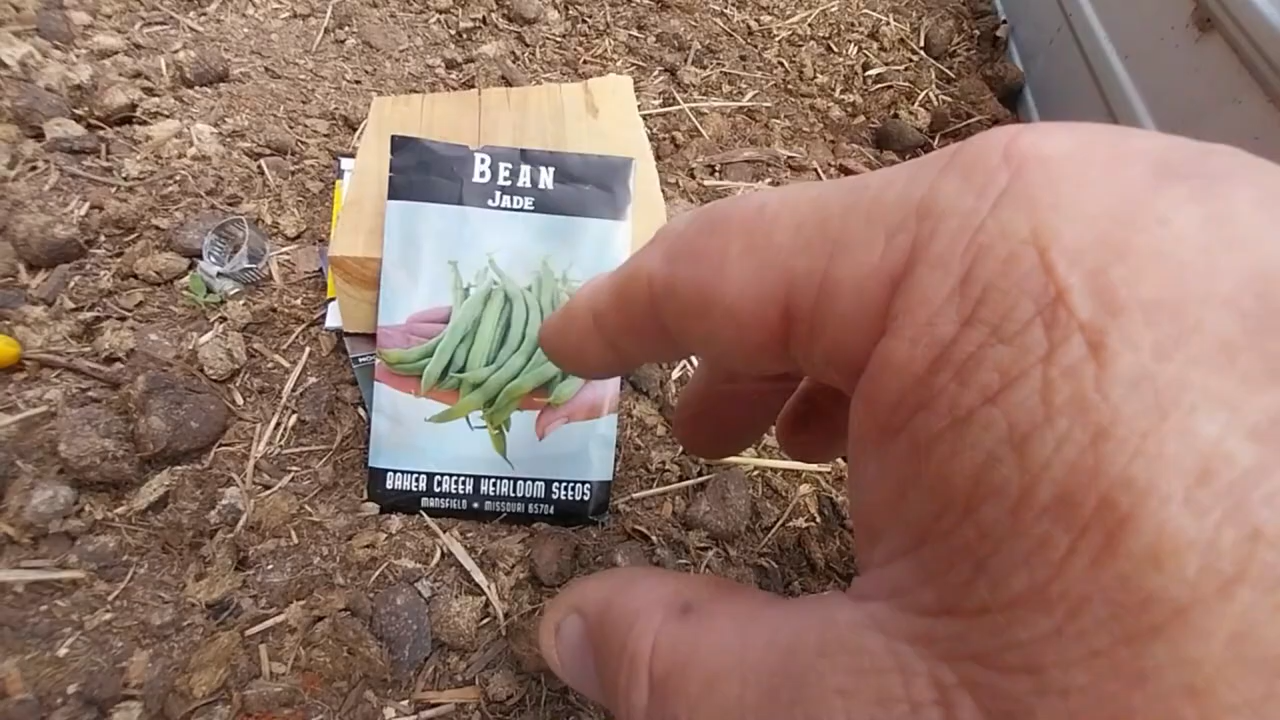 BEAN
JADE
BAKER CREEK HEIRLOOM SEEDS
MANSFIELD * MISSOURI 65704